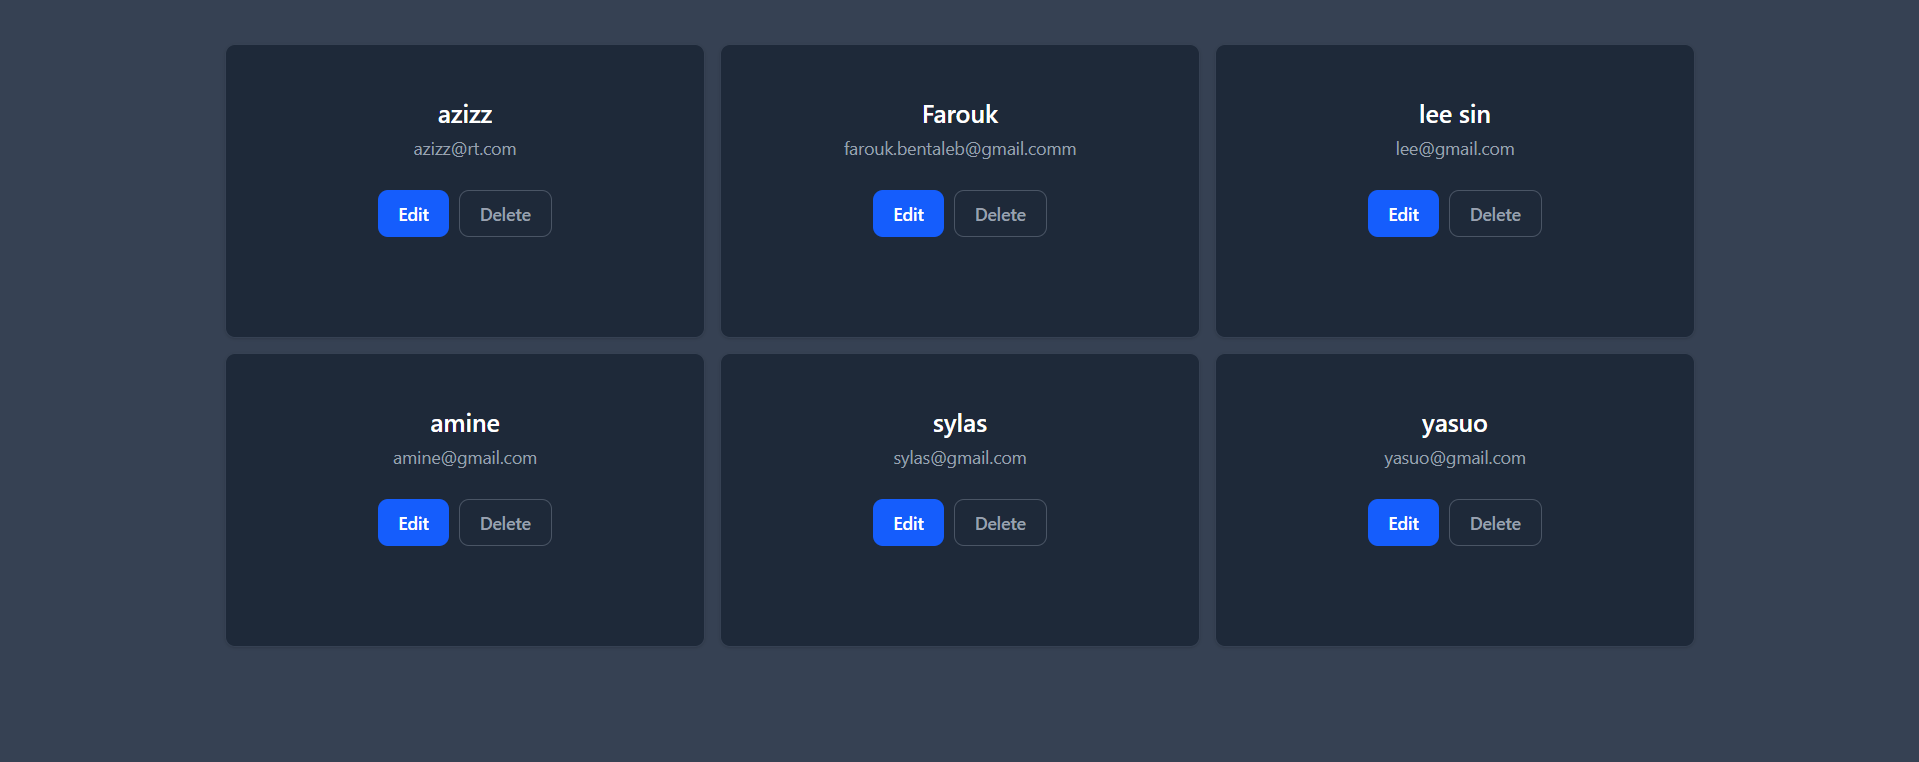 azizz
azizz@rt.com
Edit Delete
Farouk
farouk.bentaleb@gmail.comm
Edit Delete
lee sin
lee@gmail.com
Edit Delete
amine
amine@gmail.com
Edit Delete
sylas
sylas@gmail.com
Edit Delete
yasuo
yasuo@gmail.com
Edit Delete